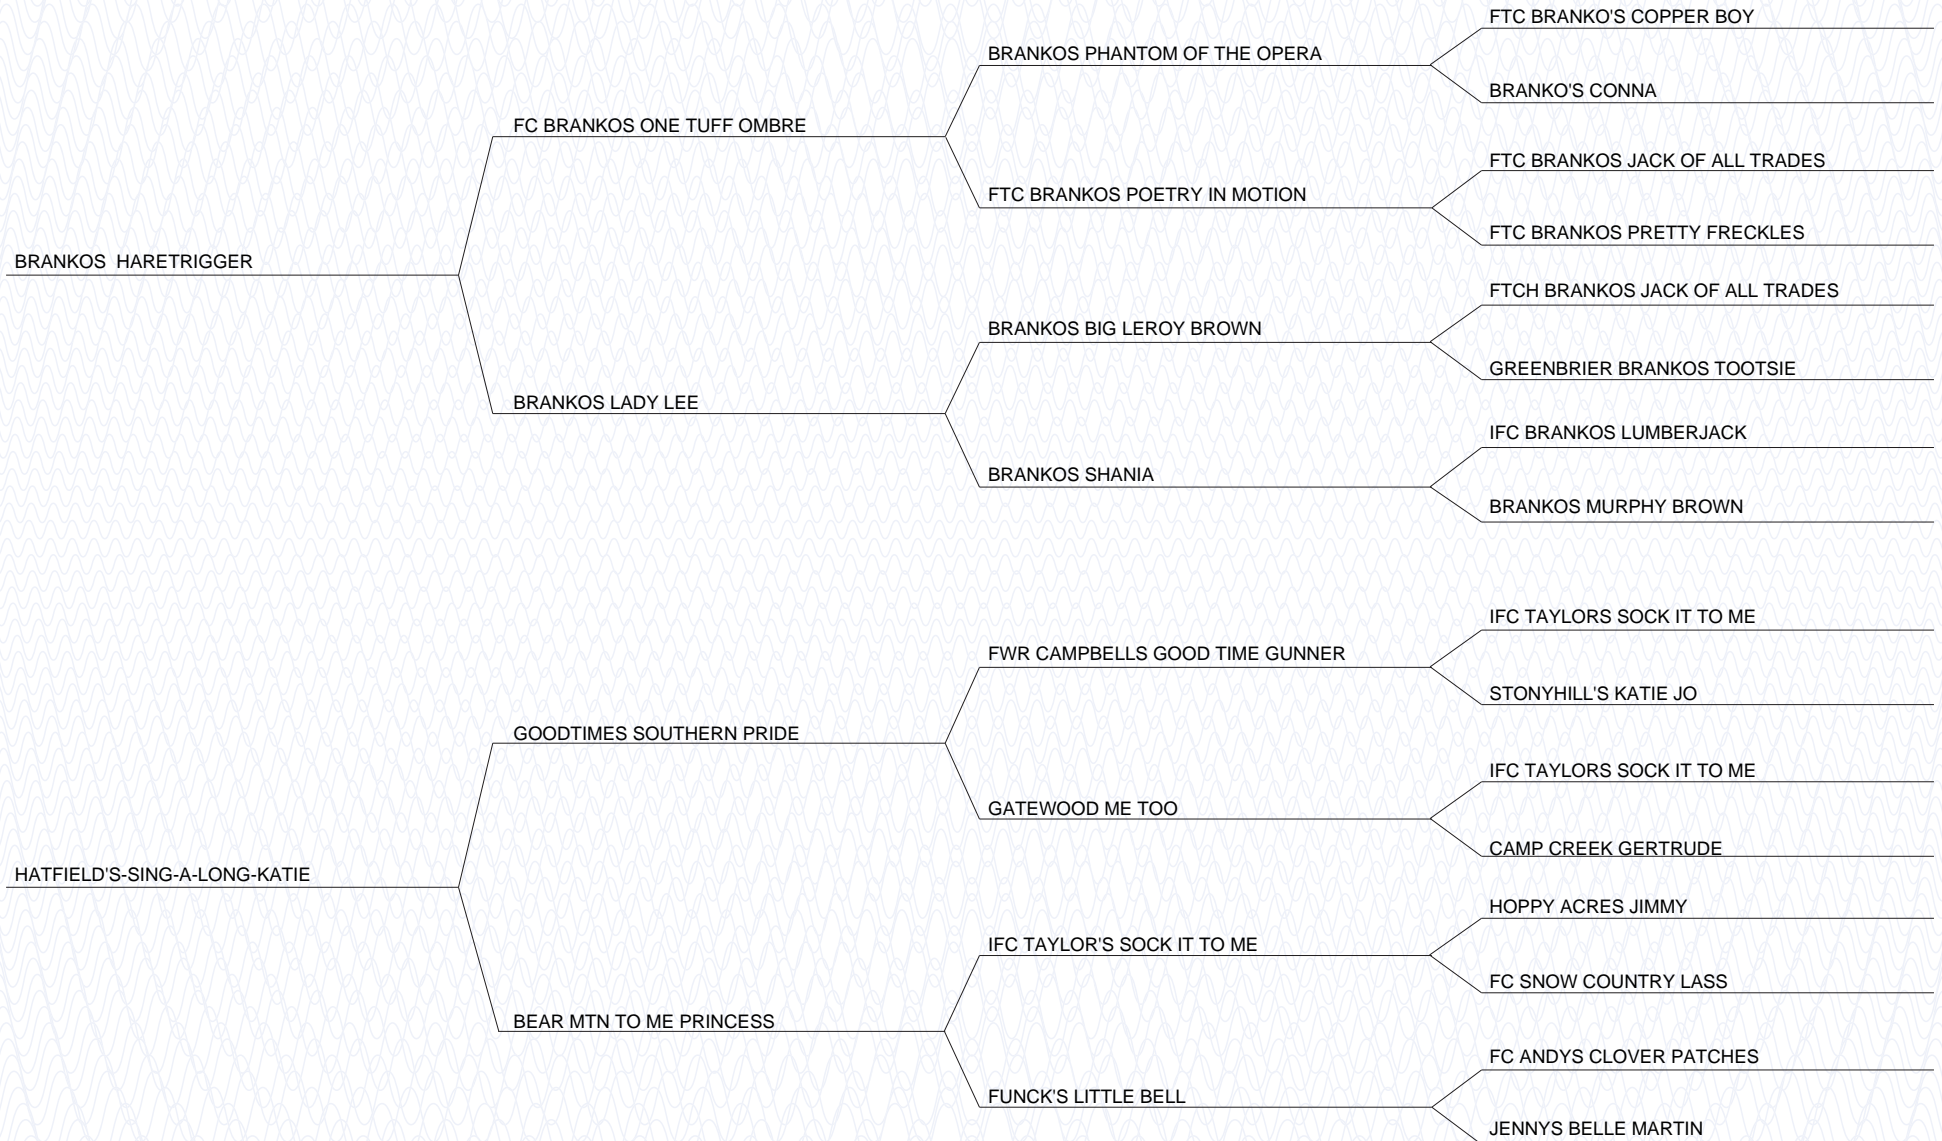 FTC BRANKO'S COPPER BOY
BRANKOS PHANTOM OF THE OPERA
BRANKO'S CONNA
FC BRANKOS ONE TUFF OMBRE
FTC BRANKOS JACK OF ALL TRADES
FTC BRANKOS POETRY IN MOTION
FTC BRANKOS PRETTY FRECKLES
BRANKOS  HARETRIGGER
FTCH BRANKOS JACK OF ALL TRADES
BRANKOS BIG LEROY BROWN
GREENBRIER BRANKOS TOOTSIE
BRANKOS LADY LEE
IFC BRANKOS LUMBERJACK
BRANKOS SHANIA
BRANKOS MURPHY BROWN
IFC TAYLORS SOCK IT TO ME
FWR CAMPBELLS GOOD TIME GUNNER
STONYHILL'S KATIE JO
GOODTIMES SOUTHERN PRIDE
IFC TAYLORS SOCK IT TO ME
GATEWOOD ME TOO
CAMP CREEK GERTRUDE
HATFIELD'S-SING-A-LONG-KATIE
HOPPY ACRES JIMMY
IFC TAYLOR'S SOCK IT TO ME
FC SNOW COUNTRY LASS
BEAR MTN TO ME PRINCESS
FC ANDYS CLOVER PATCHES
FUNCK'S LITTLE BELL
JENNYS BELLE MARTIN